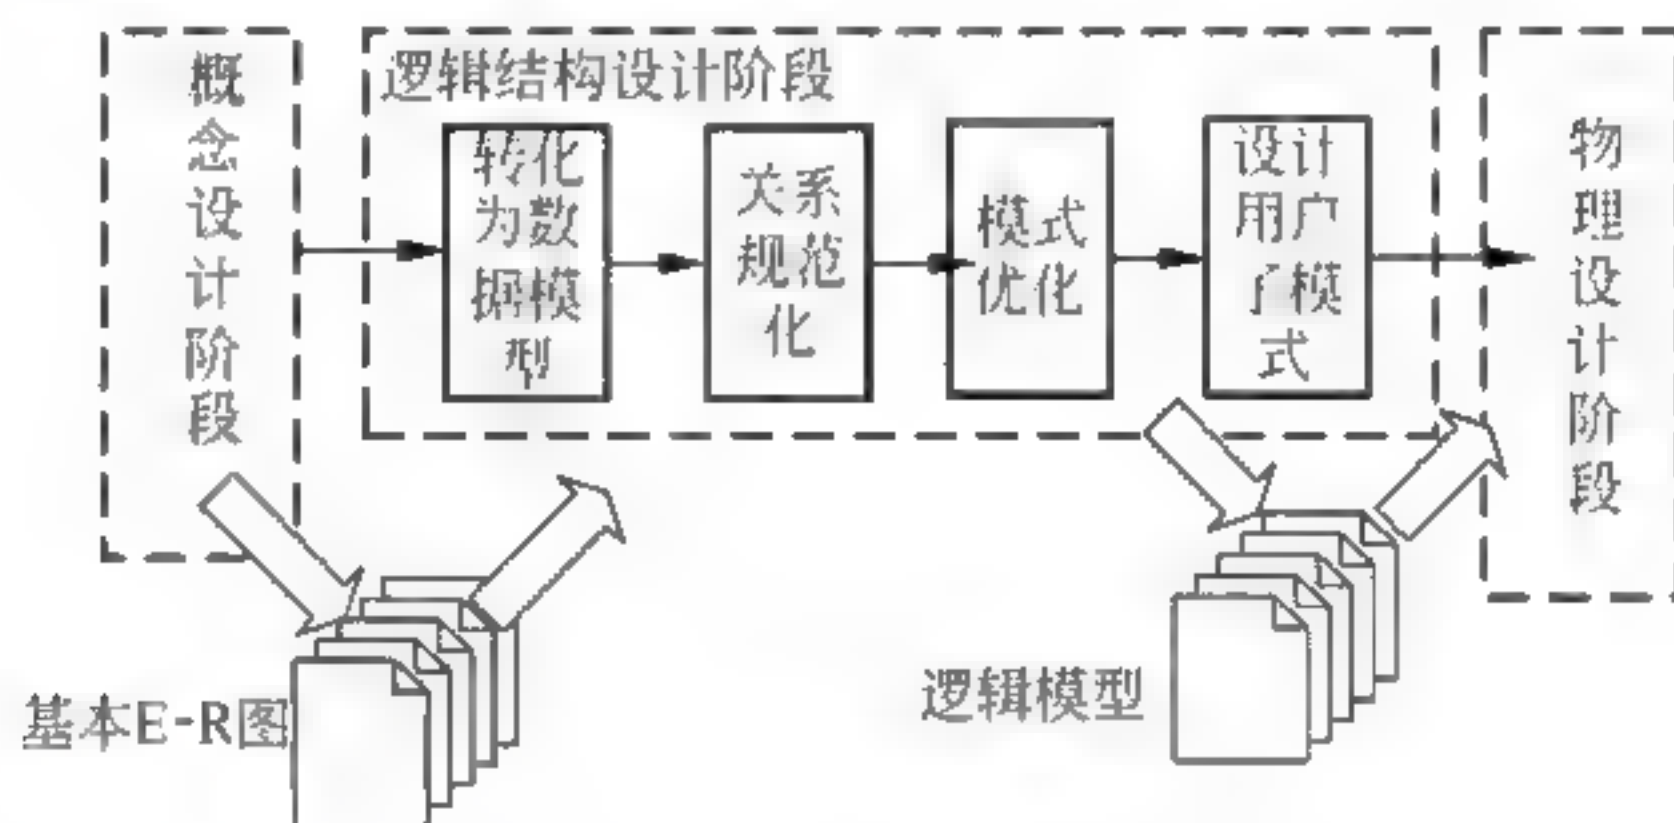 概
念
设
计
阶
段
逻辑结构设计阶段
转化
为数
据模
型
关系
规范
化
模式
优化
设计
用户
子模
式
物
理
设
计
阶
段
基本E-R图
逻辑模型